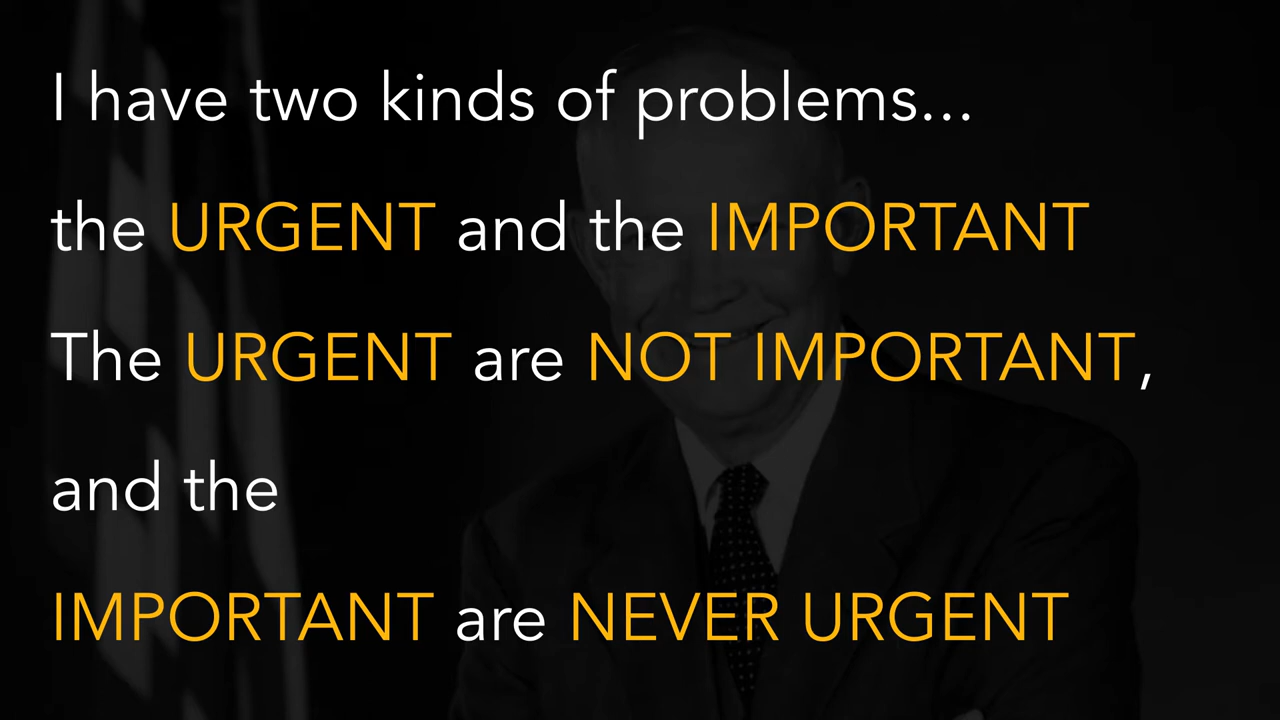 I have two kinds of problems...
the URGENT and the IMPORTANT
The URGENT are NOT IMPORTANT,
and the
IMPORTANT are NEVER URGENT